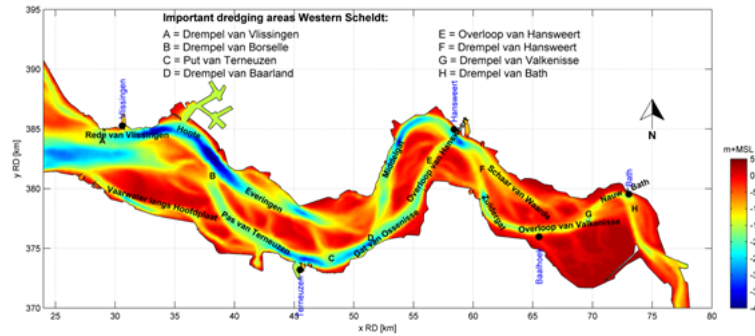 Important dredging areas Western Scheldt:
A = Drempel van Vlissingen
B = Drempel van Borselle
C = Put van Terneuzen
D = Drempel van Baarland
E = Overloop van Hansweert
F = Drempel van Hansweert
G = Drempel van Valkenisse
H = Drempel van Bath
395
390
385
380
375
370
y RD [km]
Vlissingen
Rede van Vlissingen
A
Honte
B
Vaarwater langs Hoofdplaat
Everingen
Pas van Terneuzen
C
Terneuzen
D
Gat van Ossenisse
Middelgat
E
Overloop van Hansweert
Hansweert
F
Schaar van Waarde
Zuidergat
Overloop van Valkenisse
G
Baalhoek
Nauw v Bath
Bath
H
N
m+MSL
5
25 30 35 40 45 50 55 60 65 70 75 80
x RD [km]